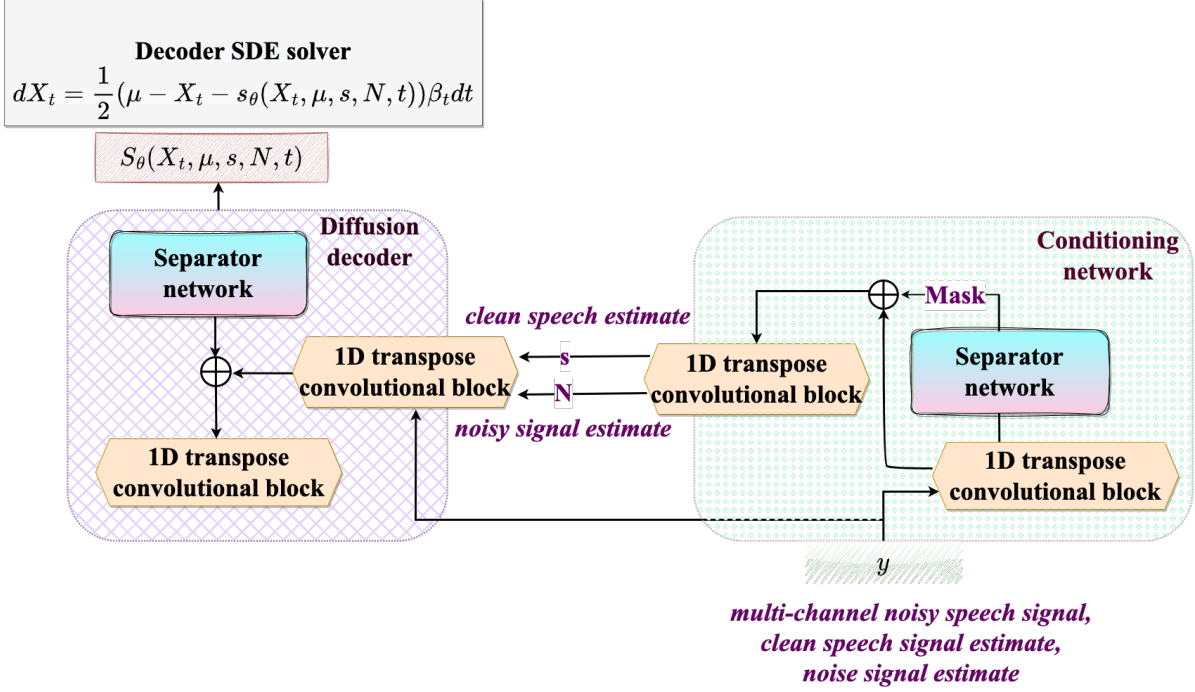 Decoder SDE solver
dX_t = \frac{1}{2}(μ − X_t − s_θ(X_t, μ, s, N, t))β_t dt
S_θ(X_t, μ, s, N, t)
Diffusion
decoder
Separator
network
1D transpose
convolutional block
1D transpose
convolutional block
clean speech estimate
s
N
noisy signal estimate
Conditioning
network
Mask
Separator
network
1D transpose
convolutional block
1D transpose
convolutional block
y
multi-channel noisy speech signal,
clean speech signal estimate,
noise signal estimate